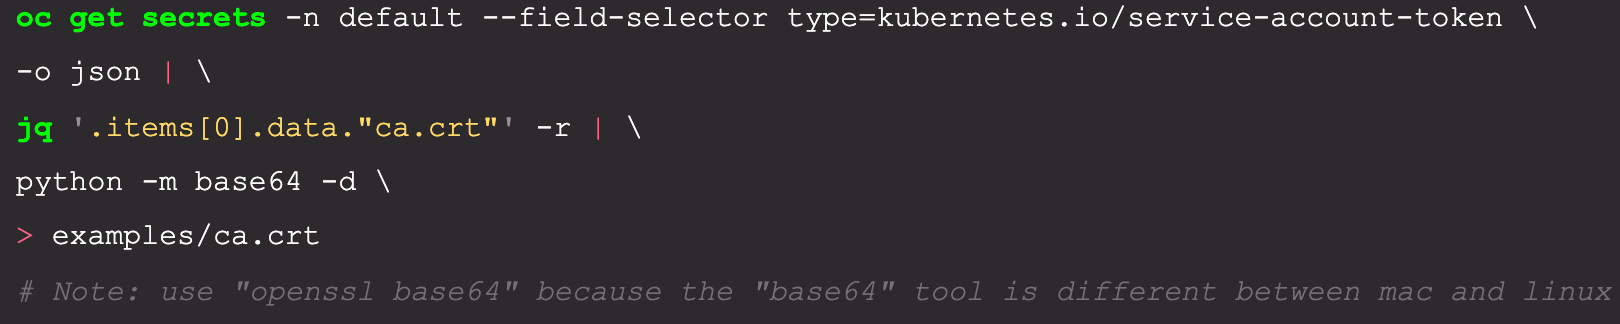 oc get secrets -n default --field-selector type=kubernetes.io/service-account-token \
-o json | \
jq '.items[0].data."ca.crt"' -r | \
python -m base64 -d \
> examples/ca.crt
# Note: use "openssl base64" because the "base64" tool is different between mac and linux